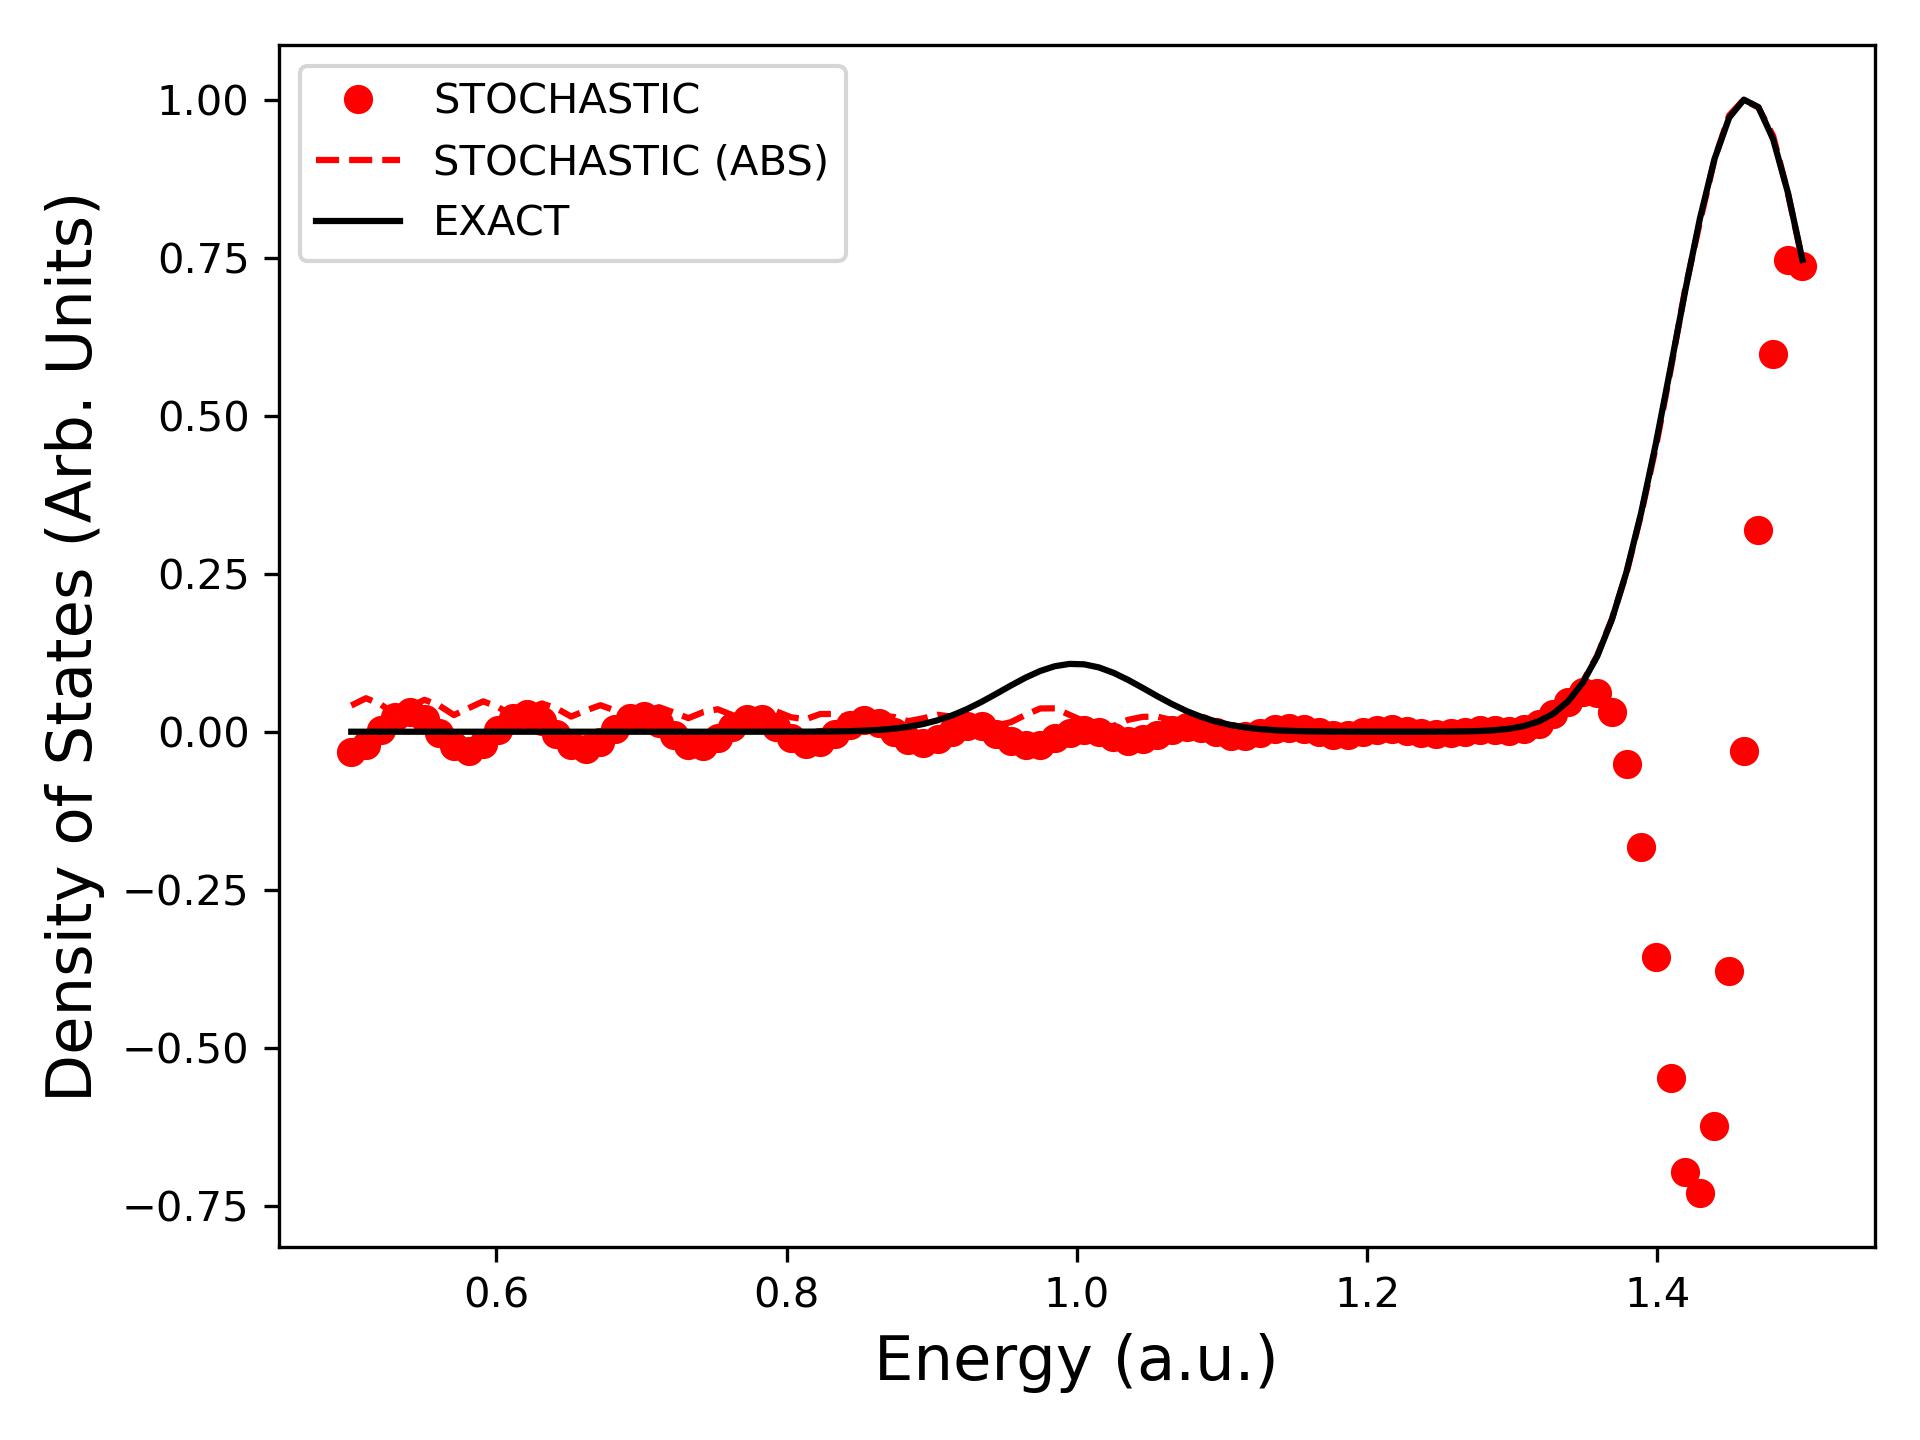 STOCHASTIC
STOCHASTIC (ABS)
EXACT
Density of States (Arb. Units)
1.00
0.75
0.50
0.25
0.00
−0.25
−0.50
−0.75
0.6 0.8 1.0 1.2 1.4
Energy (a.u.)